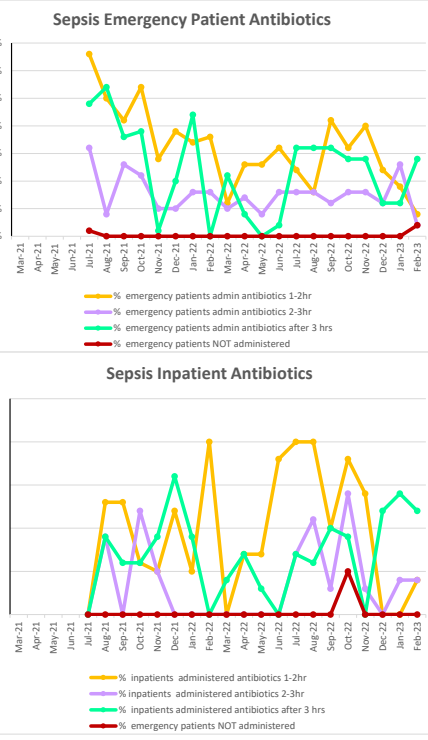 Sepsis Emergency Patient Antibiotics
%
%
%
%
%
%
%
%
Mar-21
Apr-21
May-21
Jun-21
Jul-21
Aug-21
Sep-21
Oct-21
Nov-21
Dec-21
Jan-22
Feb-22
Mar-22
Apr-22
May-22
Jun-22
Jul-22
Aug-22
Sep-22
Oct-22
Nov-22
Dec-22
Jan-23
Feb-23
% emergency patients admin antibiotics 1-2hr
% emergency patients admin antibiotics 2-3hr
% emergency patients admin antibiotics after 3 hrs
% emergency patients NOT administered
Sepsis Inpatient Antibiotics
Mar-21
Apr-21
May-21
Jun-21
Jul-21
Aug-21
Sep-21
Oct-21
Nov-21
Dec-21
Jan-22
Feb-22
Mar-22
Apr-22
May-22
Jun-22
Jul-22
Aug-22
Sep-22
Oct-22
Nov-22
Dec-22
Jan-23
Feb-23
% inpatients administered antibiotics 1-2hr
% inpatients administered antibiotics 2-3hr
% inpatients administered antibiotics after 3 hrs
% emergency patients NOT administered